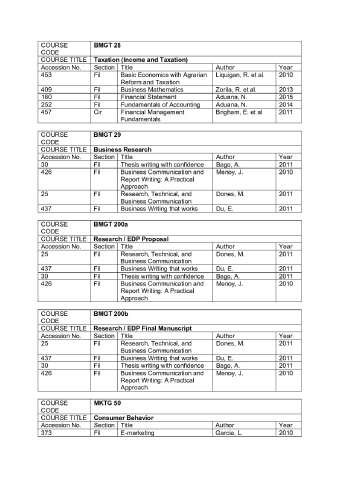 COURSE CODE BMGT 28
COURSE TITLE Taxation (Income and Taxation)
Accession No. Section Title Author Year
453 Fil Basic Economics with Agrarian Reform and Taxation Liquigan, R. et al. 2010
409 Fil Business Mathematics Zorilla, R. et al. 2013
180 Fil Financial Statement Aduana, N. 2015
252 Fil Fundamentals of Accounting Aduana, N. 2014
457 Cir Financial Management Fundamentals Brigham, E. et al 2011
COURSE CODE BMGT 29
COURSE TITLE Business Research
Accession No. Section Title Author Year
30 Fil Thesis writing with confidence Bago, A. 2011
426 Fil Business Communication and Report Writing: A Practical Approach Menoy, J. 2010
25 Fil Research, Technical, and Business Communication Dones, M. 2011
437 Fil Business Writing that works Du, E. 2011
COURSE CODE BMGT 200a
COURSE TITLE Research / EDP Proposal
Accession No. Section Title Author Year
25 Fil Research, Technical, and Business Communication Dones, M. 2011
437 Fil Business Writing that works Du, E. 2011
30 Fil Thesis writing with confidence Bago, A. 2011
426 Fil Business Communication and Report Writing: A Practical Approach Menoy, J. 2010
COURSE CODE BMGT 200b
COURSE TITLE Research / EDP Final Manuscript
Accession No. Section Title Author Year
25 Fil Research, Technical, and Business Communication Dones, M. 2011
437 Fil Business Writing that works Du, E. 2011
30 Fil Thesis writing with confidence Bago, A. 2011
426 Fil Business Communication and Report Writing: A Practical Approach Menoy, J. 2010
COURSE CODE MKTG 50
COURSE TITLE Consumer Behavior
Accession No. Section Title Author Year
373 Fil E-marketing Garcia, L. 2010